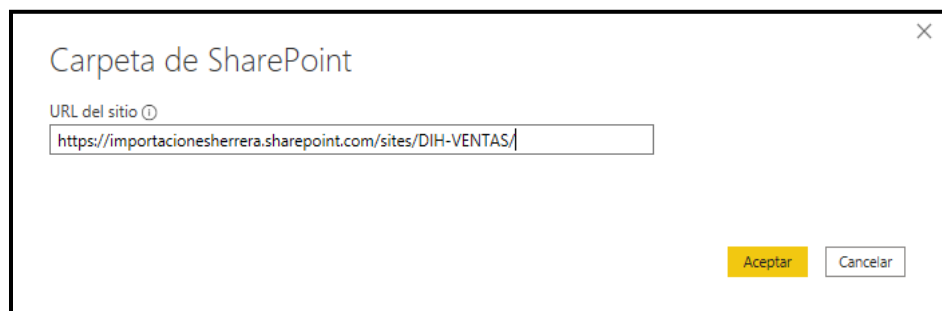 Carpeta de SharePoint
URL del sitio
https://importacionesherrera.sharepoint.com/sites/DIH-VENTAS/
Aceptar
Cancelar